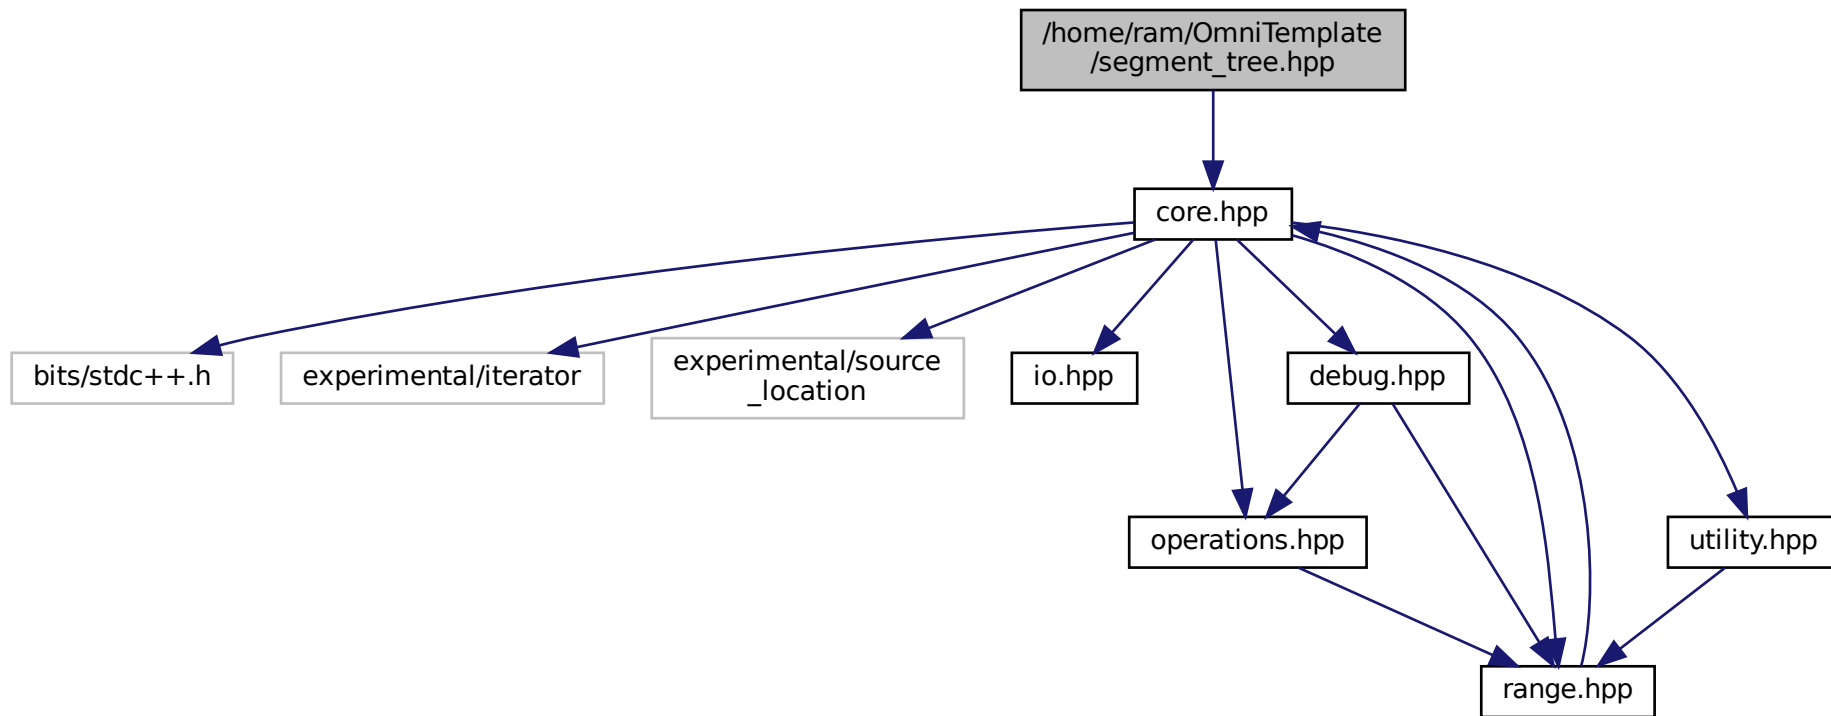 /home/ram/OmniTemplate
/segment_tree.hpp
core.hpp
bits/stdc++.h
experimental/iterator
experimental/source
_location
io.hpp
debug.hpp
operations.hpp
utility.hpp
range.hpp